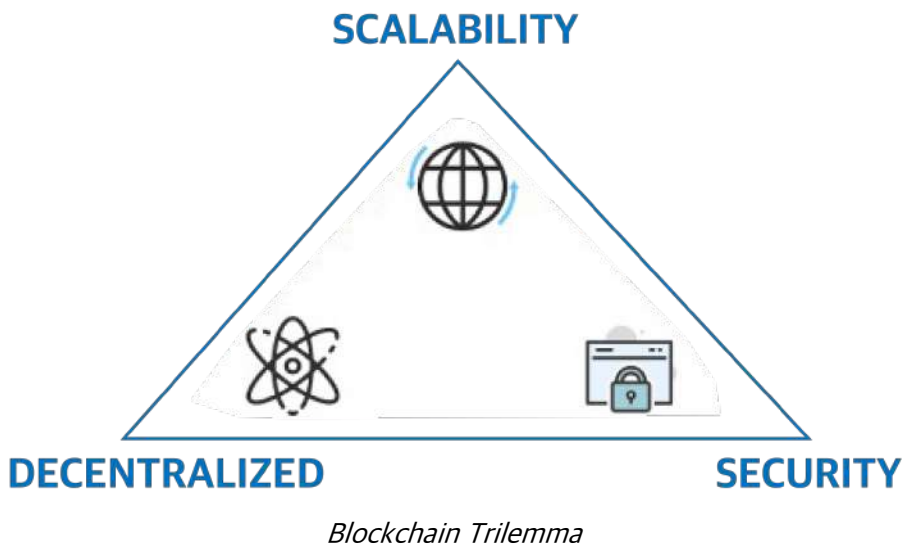 SCALABILITY
DECENTRALIZED
SECURITY
Blockchain Trilemma